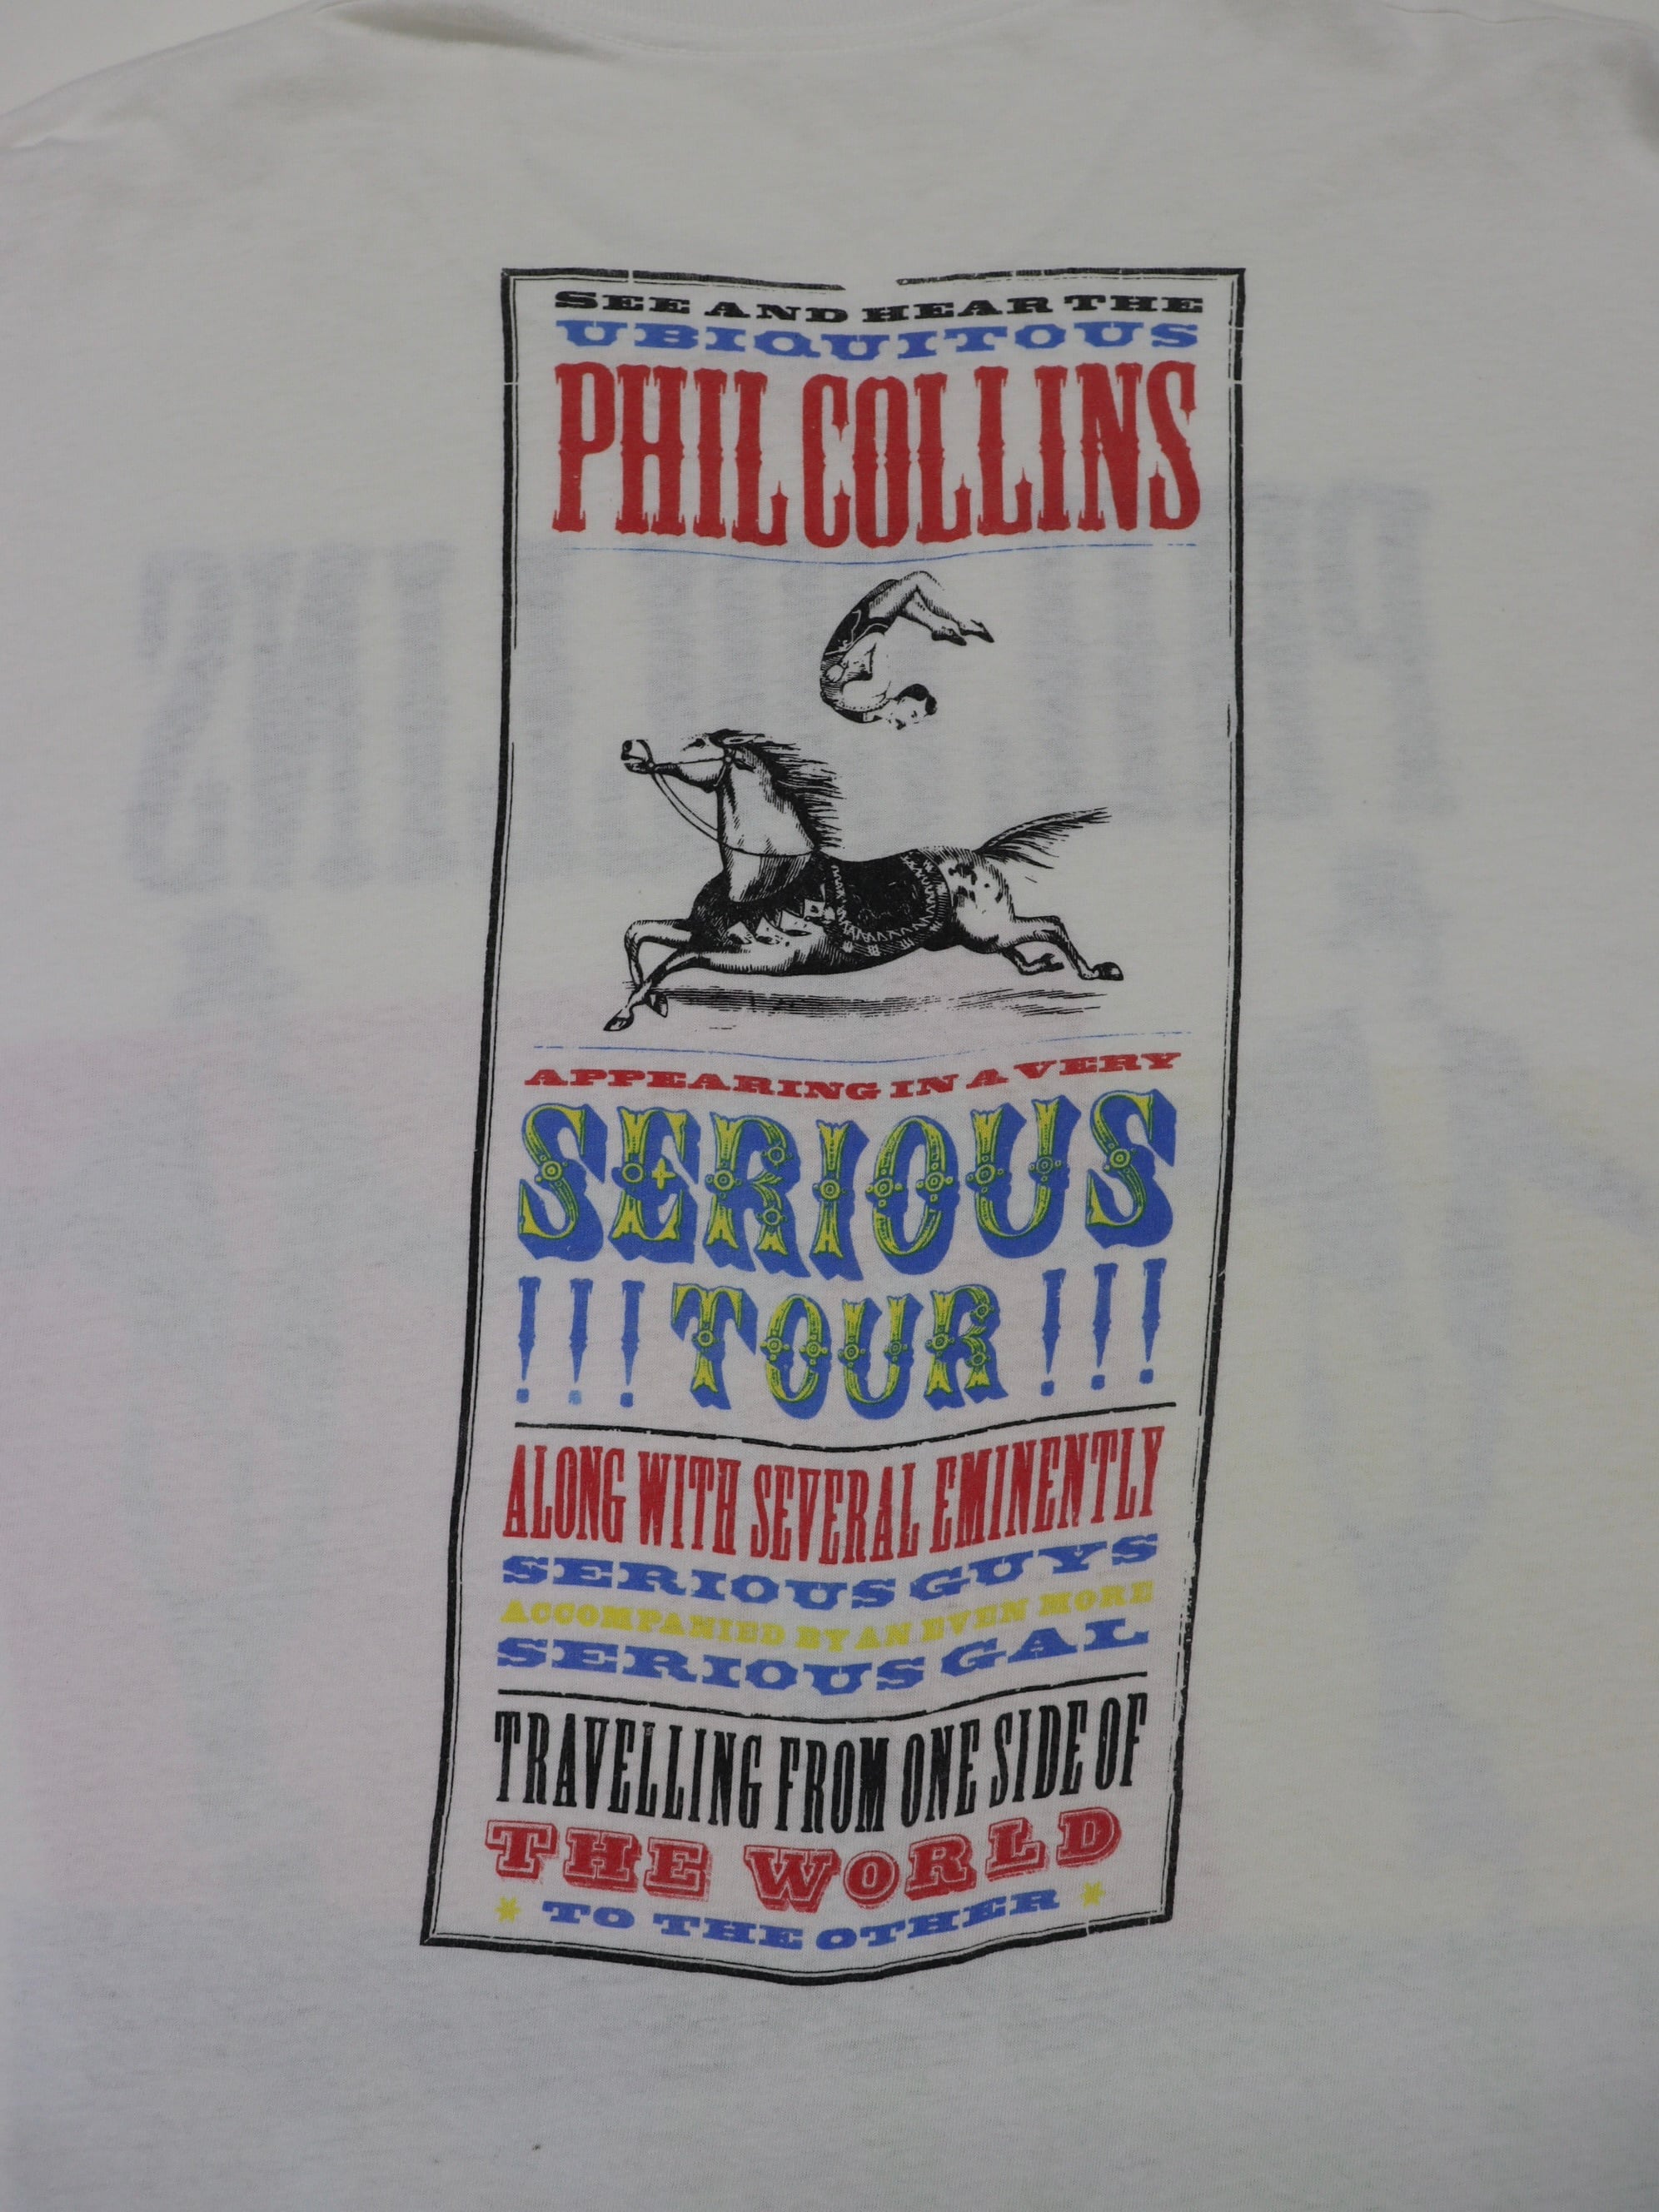 SEE AND HEAR THE
UBIQUITOUS
PHIL COLLINS
APPEARING IN A VERY
SERIOUS
!!! TOUR !!!
ALONG WITH SEVERAL EMINENTLY
SERIOUS GUYS
ACCOMPANIED BY AN EVEN MORE
SERIOUS GAL
TRAVELLING FROM ONE SIDE OF
THE WORLD
* TO THE OTHER *